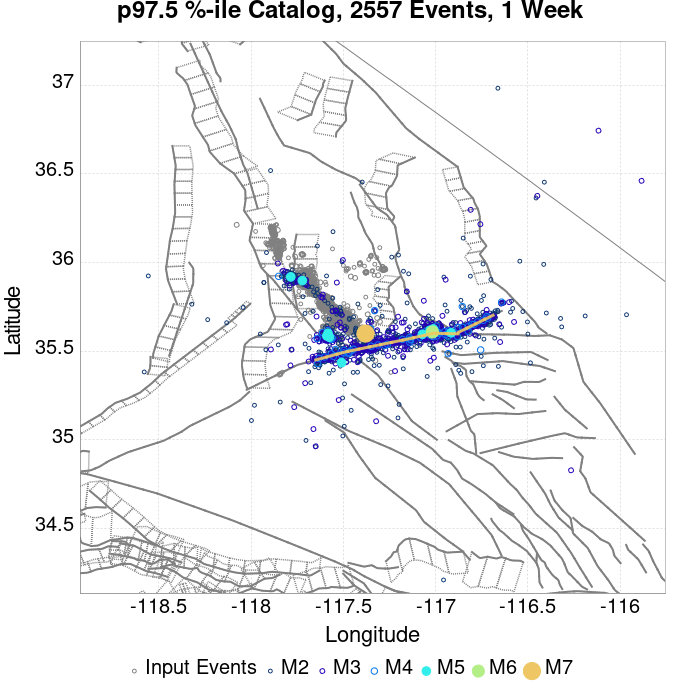 p97.5 %-ile Catalog, 2557 Events, 1 Week
37
36.5
36
35.5
35
34.5
Latitude
-118.5 -118 -117.5 -117 -116.5 -116
Longitude
Input Events M2 M3 M4 M5 M6 M7